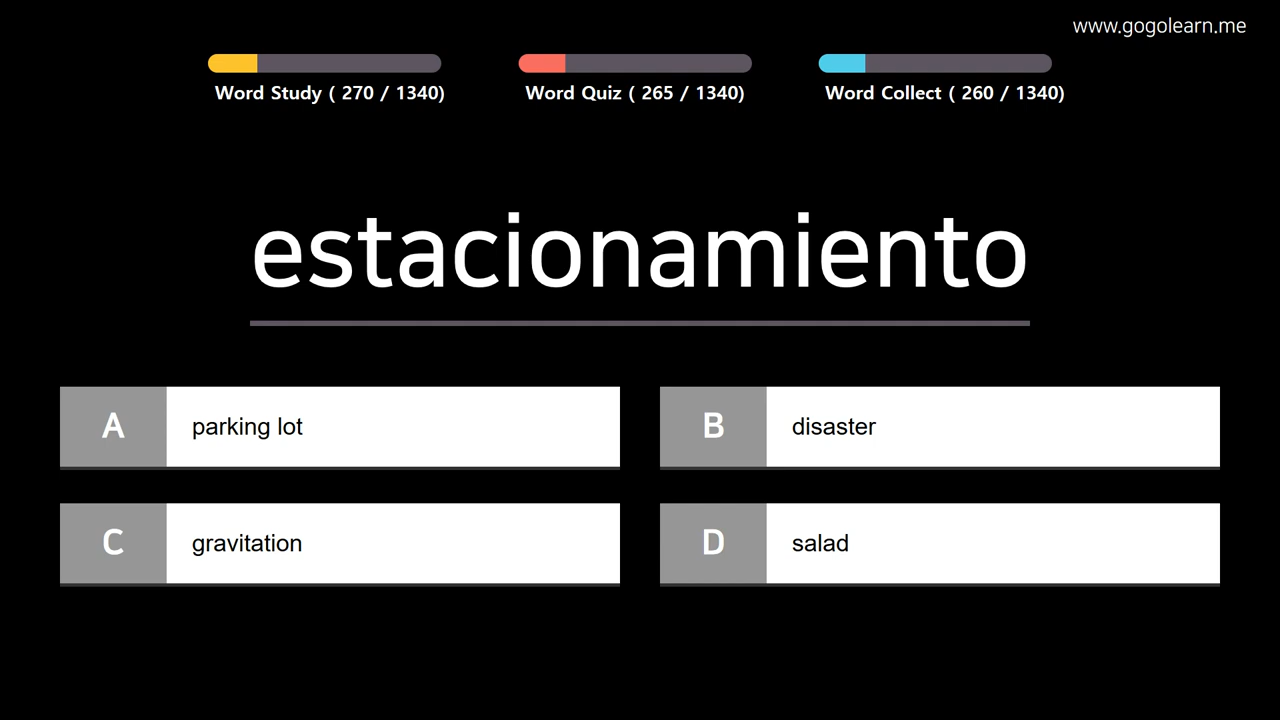 www.gogolearn.me
Word Study ( 270 / 1340)
Word Quiz ( 265 / 1340)
Word Collect ( 260 / 1340)
estacionamiento
A
parking lot
B
disaster
C
gravitation
D
salad